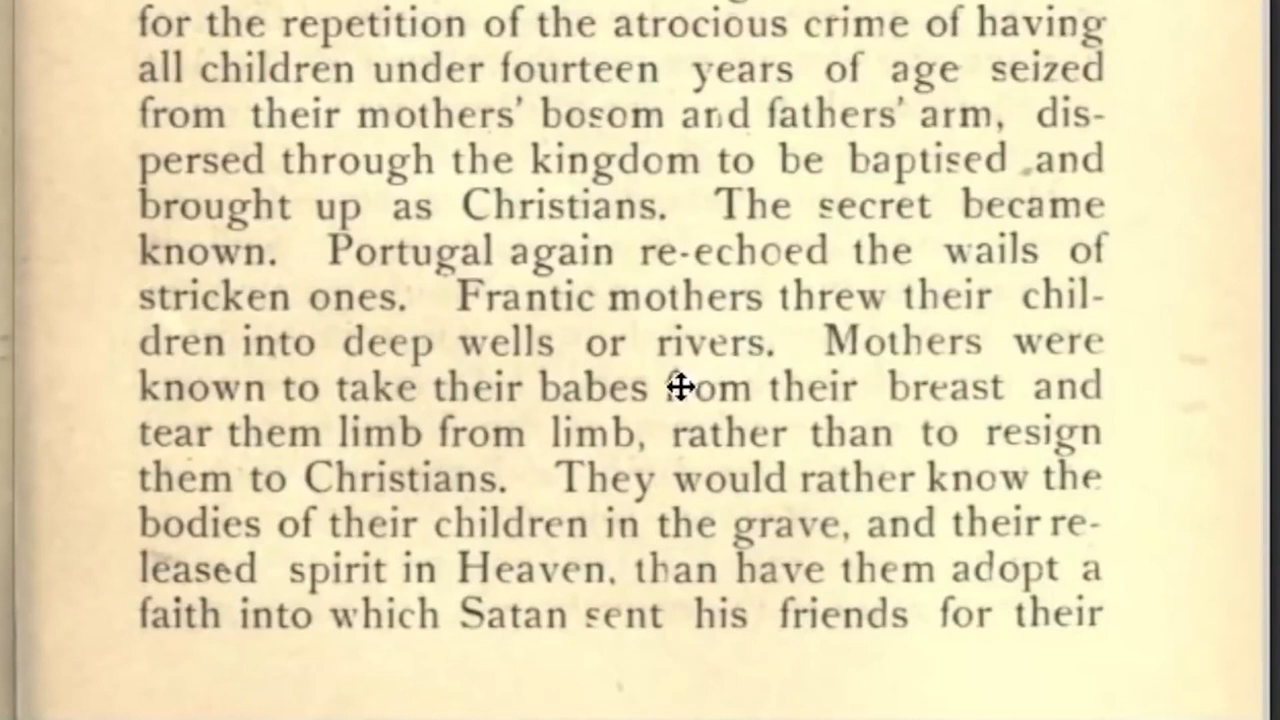 for the repetition of the atrocious crime of having
all children under fourteen years of age seized
from their mothers' bosom and fathers' arm, dis-
persed through the kingdom to be baptised and
brought up as Christians. The secret became
known. Portugal again re-echoed the wails of
stricken ones. Frantic mothers threw their chil-
dren into deep wells or rivers. Mothers were
known to take their babes from their breast and
tear them limb from limb, rather than to resign
them to Christians. They would rather know the
bodies of their children in the grave, and their re-
leased spirit in Heaven, than have them adopt a
faith into which Satan sent his friends for their